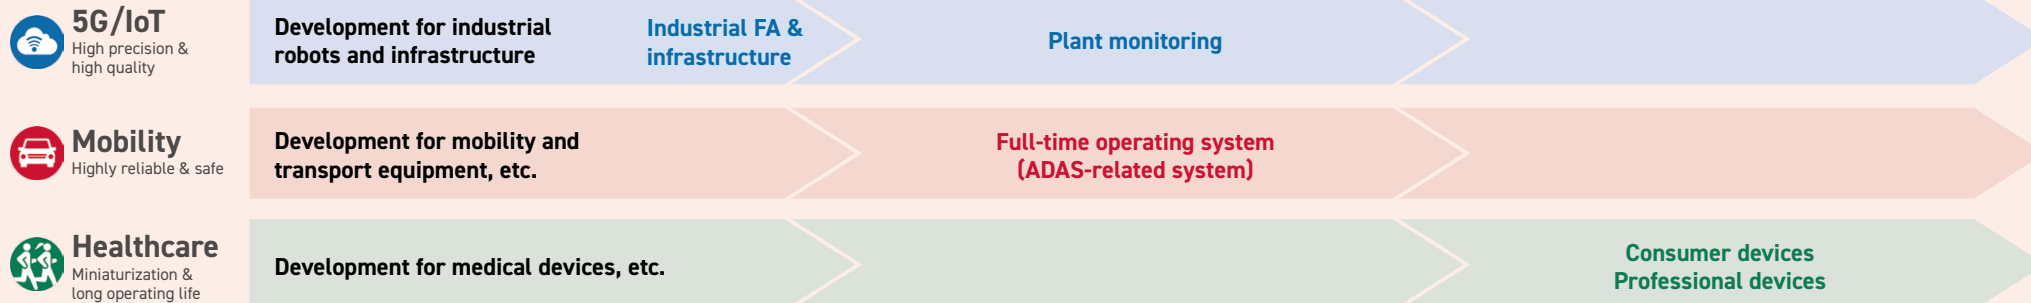 5G/IoT
High precision &
high quality
Development for industrial
robots and infrastructure
Industrial FA &
infrastructure
Plant monitoring
Mobility
Highly reliable & safe
Development for mobility and
transport equipment, etc.
Full-time operating system
(ADAS-related system)
Healthcare
Miniaturization &
long operating life
Development for medical devices, etc.
Consumer devices
Professional devices